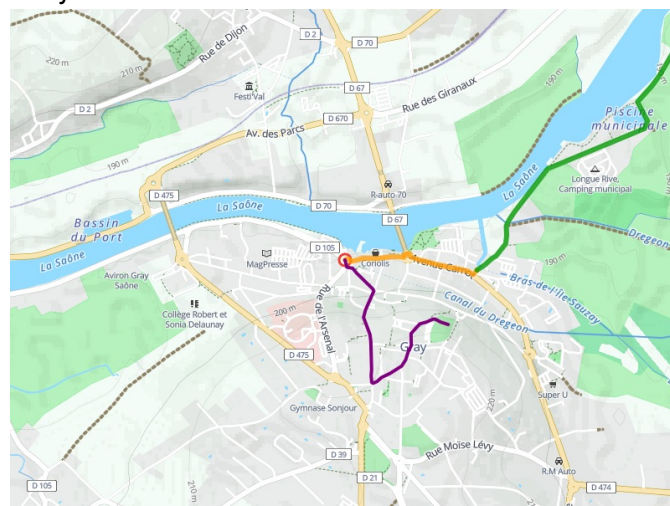 220 m
210 m
Rue de Dijon
D 2
D 70
Festi'Val
D 67
Rue des Giranaux
190 m
Piscine
municipale
D 2
D 670
Av. des Parcs
190 m
R-auto 70
Longue Rive,
Camping municipal
D 475
La Saône
D 70
La Saône
Bassin
du Port
D 67
La Saône
D 105
MagPresse
Coriolis
Avenue Carnot
190 m
Dregeon
Aviron Gray
Saône
Bras-de-l'Île-Sauzay
Collège Robert et
Sonia Delaunay
200 m
Rue de l'Arsenal
Canal du Dregeon
D 475
Gray
Super U
Gymnase Sonjour
220 m
Rue Moïse Lévy
D 39
R.M Auto
D 105
D 21
D 474